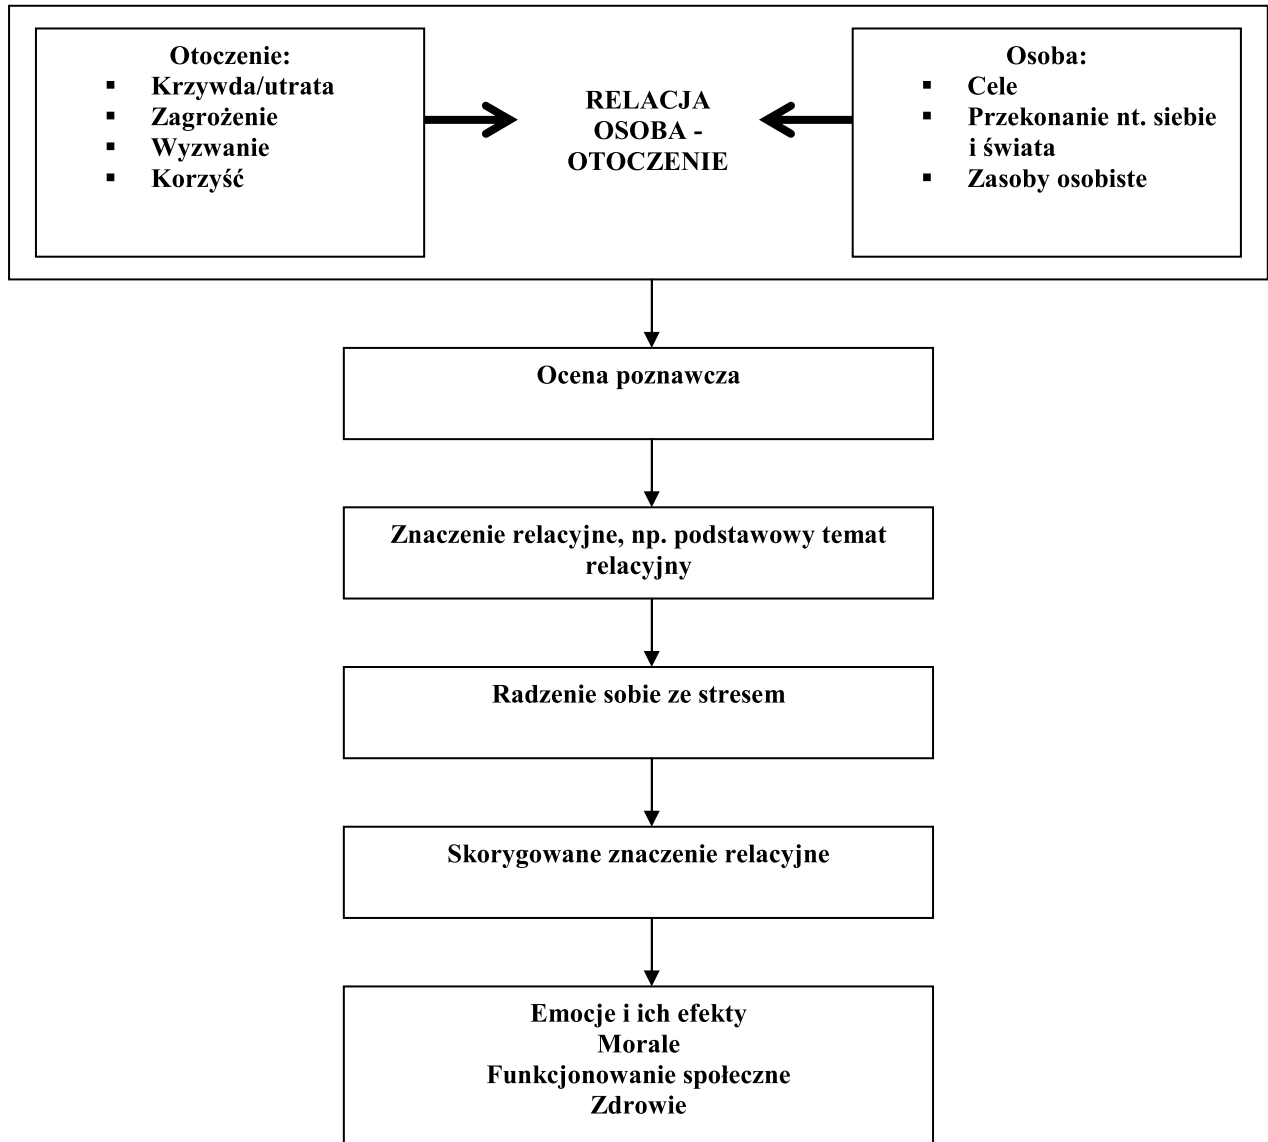 Otoczenie:
▪ Krzywda/utrata
▪ Zagrożenie
▪ Wyzwanie
▪ Korzyść
RELACJA
OSOBA -
OTOCZENIE
Osoba:
▪ Cele
▪ Przekonanie nt. siebie
i świata
▪ Zasoby osobiste
Ocena poznawcza
Znaczenie relacyjne, np. podstawowy temat
relacyjny
Radzenie sobie ze stresem
Skorygowane znaczenie relacyjne
Emocje i ich efekty
Morale
Funkcjonowanie społeczne
Zdrowie